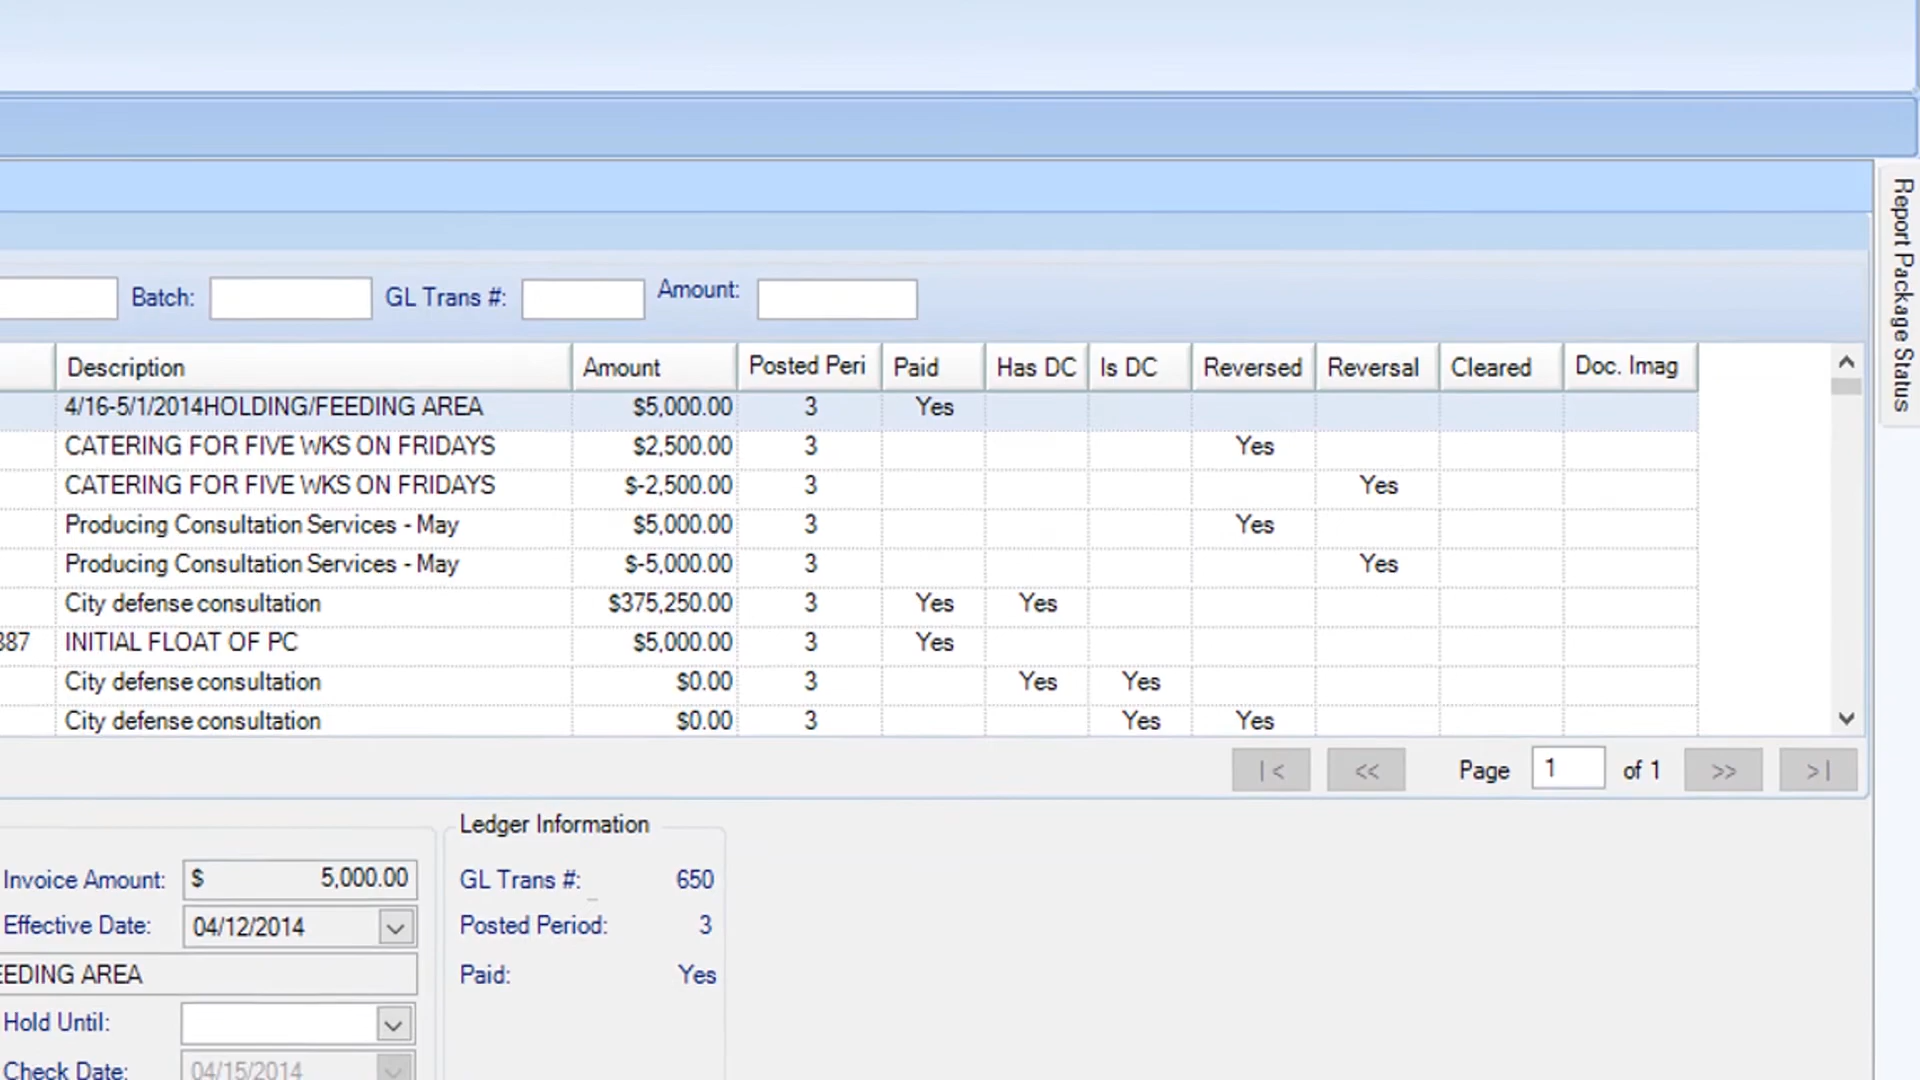 Report Package Status
Batch: GL Trans #: Amount:
Description Amount Posted Peri Paid Has DC Is DC Reversed Reversal Cleared Doc. Imag
4/16-5/1/2014HOLDING/FEEDING AREA $5,000.00 3 Yes
CATERING FOR FIVE WKS ON FRIDAYS $2,500.00 3 Yes
CATERING FOR FIVE WKS ON FRIDAYS $-2,500.00 3 Yes
Producing Consultation Services - May $5,000.00 3 Yes
Producing Consultation Services - May $-5,000.00 3 Yes
City defense consultation $375,250.00 3 Yes Yes
387 INITIAL FLOAT OF PC $5,000.00 3 Yes
City defense consultation $0.00 3 Yes Yes
City defense consultation $0.00 3 Yes Yes
|< << Page 1 of 1 >> >|
Invoice Amount: $ 5,000.00
Effective Date: 04/12/2014
EEDING AREA
Hold Until:
Check Date: 04/15/2014
Ledger Information
GL Trans #: 650
Posted Period: 3
Paid: Yes